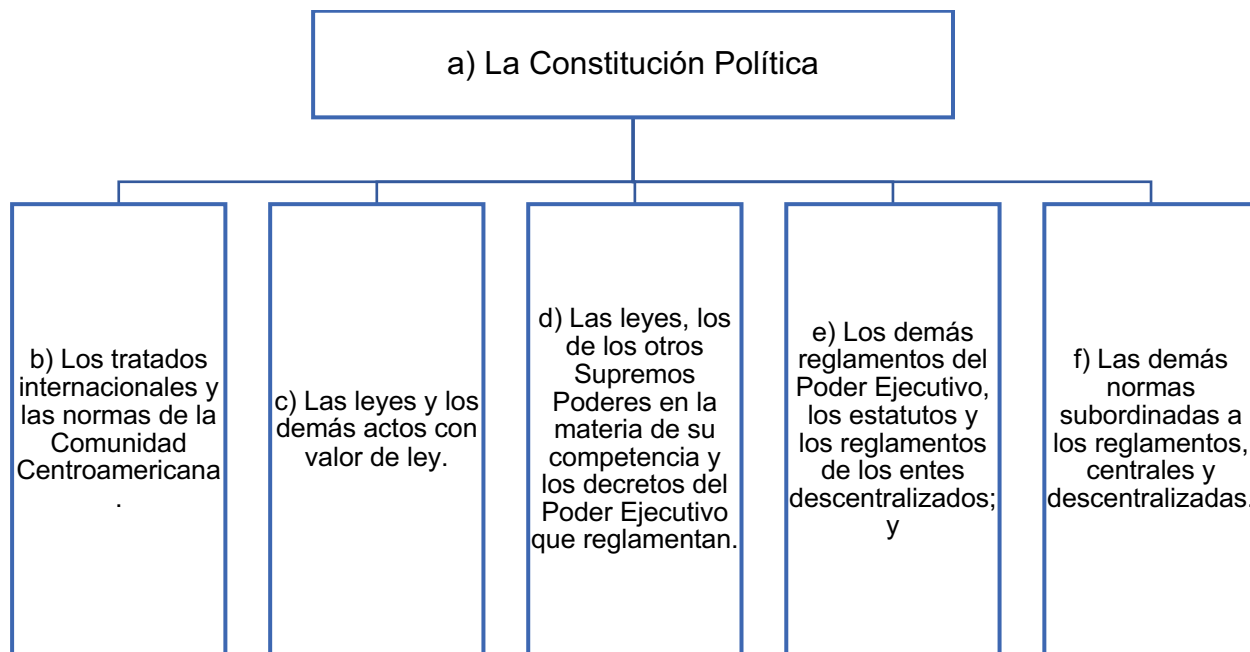 a) La Constitución Política
b) Los tratados
internacionales y
las normas de la
Comunidad
Centroamericana
.
c) Las leyes y los
demás actos con
valor de ley.
d) Las leyes, los
de los otros
Supremos
Poderes en la
materia de su
competencia y
los decretos del
Poder Ejecutivo
que reglamentan.
e) Los demás
reglamentos del
Poder Ejecutivo,
los estatutos y
los reglamentos
de los entes
descentralizados;
y
f) Las demás
normas
subordinadas a
los reglamentos,
centrales y
descentralizadas.